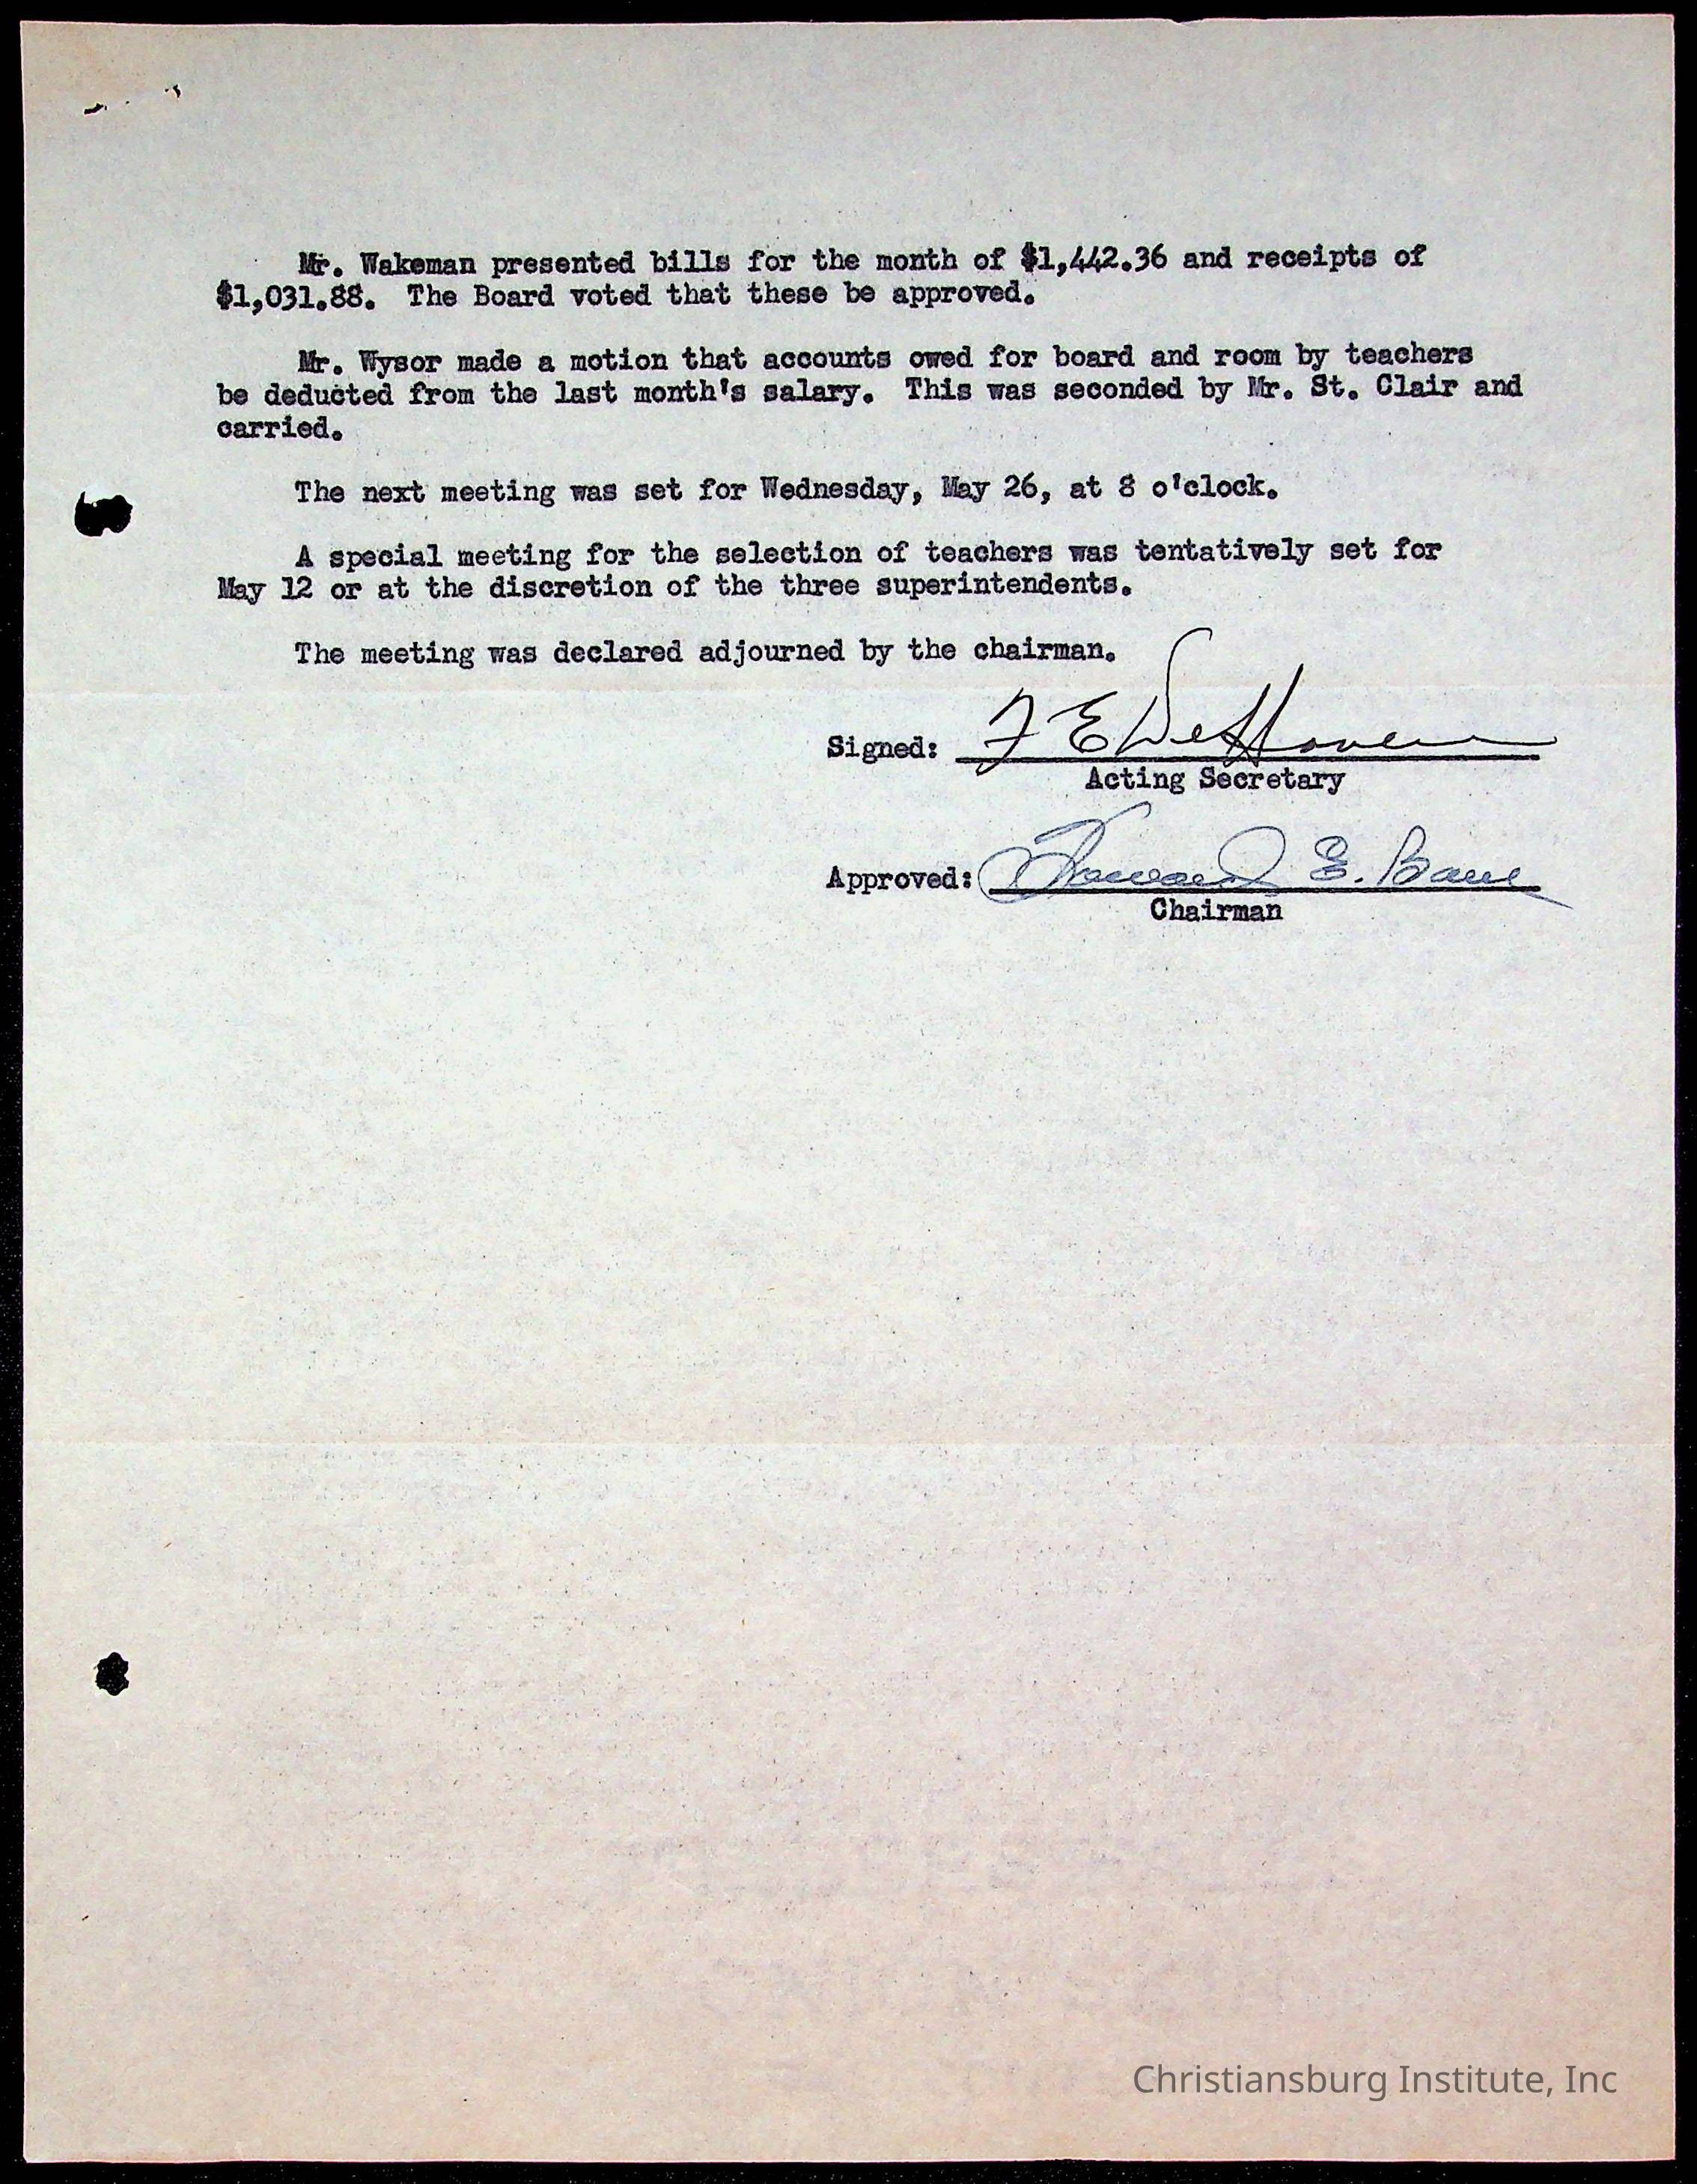 Mr. Wakeman presented bills for the month of $1,442.36 and receipts of
$1,031.88. The Board voted that these be approved.
Mr. Wysor made a motion that accounts owed for board and room by teachers
be deducted from the last month's salary. This was seconded by Mr. St. Clair and
carried.
The next meeting was set for Wednesday, May 26, at 8 o'clock.
A special meeting for the selection of teachers was tentatively set for
May 12 or at the discretion of the three superintendents.
The meeting was declared adjourned by the chairman.
Signed: F E DeHaven
Acting Secretary
Approved: Howard E. Bane
Chairman
Christiansburg Institute, Inc